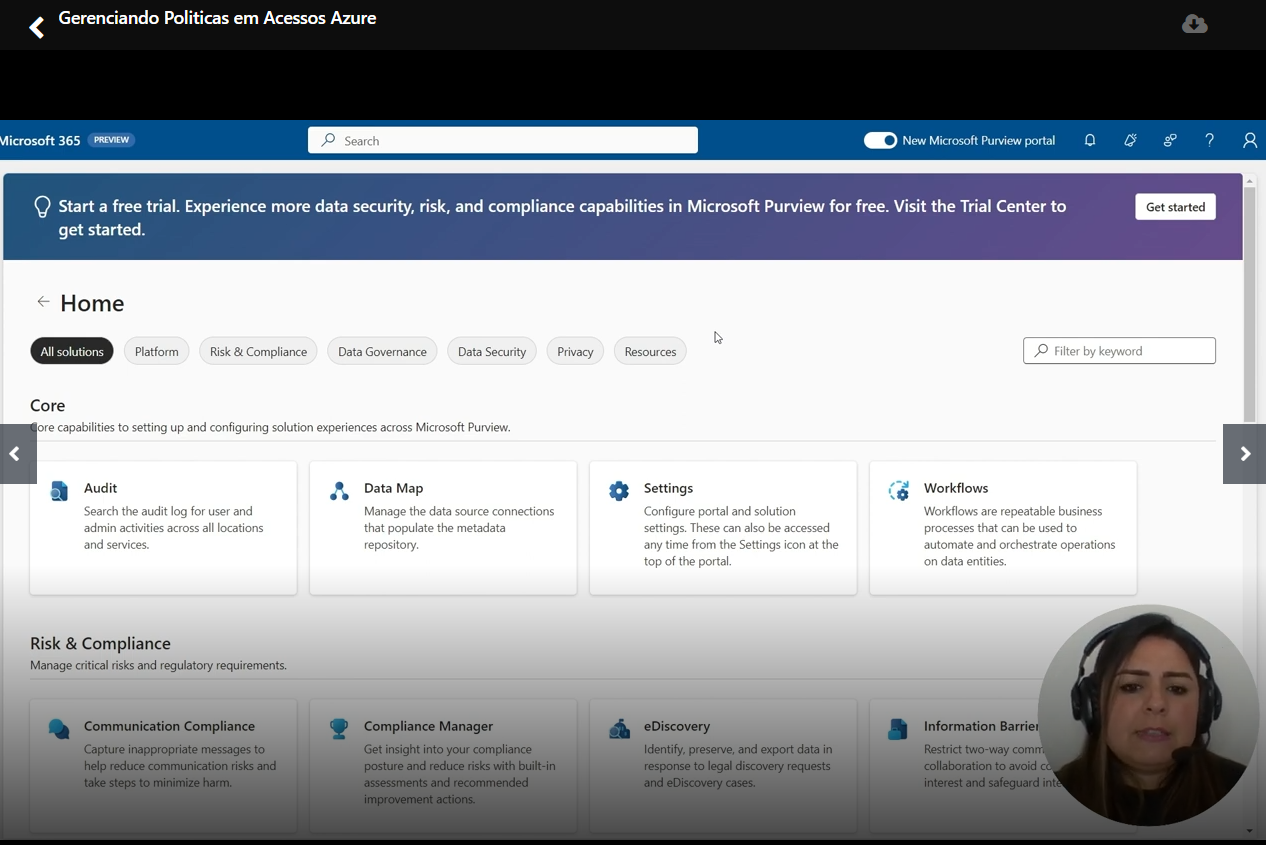 Gerenciando Politicas em Acessos Azure
Microsoft 365 PREVIEW
Search
New Microsoft Purview portal
Start a free trial. Experience more data security, risk, and compliance capabilities in Microsoft Purview for free. Visit the Trial Center to
get started.
Get started
Home
All solutions
Platform
Risk & Compliance
Data Governance
Data Security
Privacy
Resources
Filter by keyword
Core
Core capabilities to setting up and configuring solution experiences across Microsoft Purview.
Audit
Search the audit log for user and
admin activities across all locations
and services.
Data Map
Manage the data source connections
that populate the metadata
repository.
Settings
Configure portal and solution
settings. These can also be accessed
any time from the Settings icon at the
top of the portal.
Workflows
Workflows are repeatable business
processes that can be used to
automate and orchestrate operations
on data entities.
Risk & Compliance
Manage critical risks and regulatory requirements.
Communication Compliance
Capture inappropriate messages to
help reduce communication risks and
take steps to minimize harm.
Compliance Manager
Get insight into your compliance
posture and reduce risks with built-in
assessments and recommended
improvement actions.
eDiscovery
Identify, preserve, and export data in
response to legal discovery requests
and eDiscovery cases.
Information
Restrict two-way
collaboration to avoid
interest and safeguard